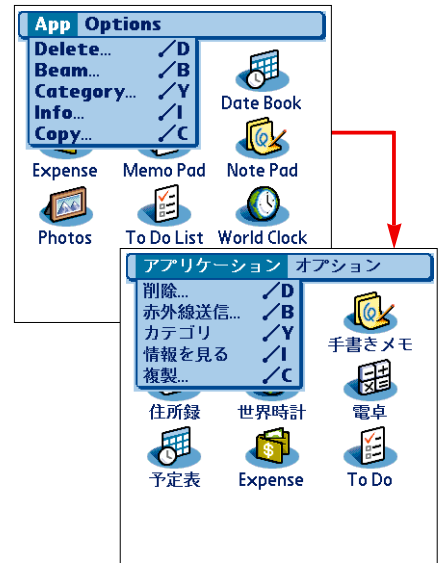 App Options
Delete... ／D
Beam... ／B
Category... ／Y
Info... ／I
Copy... ／C
Date Book
Expense Memo Pad Note Pad
Photos To Do List World Clock
アプリケーション オプション
削除... ／D
赤外線送信... ／B
カテゴリ ／Y
情報を見る ／I
複製... ／C
手書きメモ
住所録 世界時計 電卓
予定表 Expense To Do